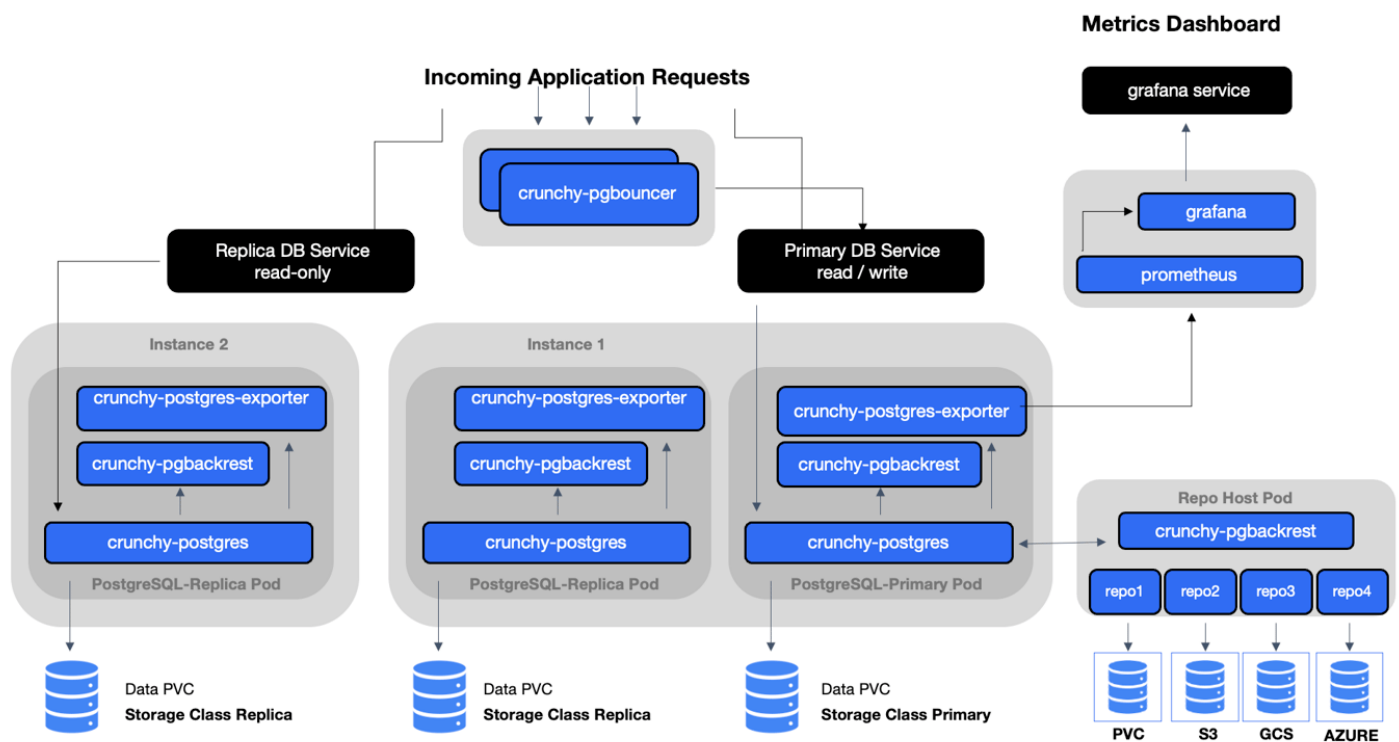 Metrics Dashboard
Incoming Application Requests
grafana service
crunchy-pgbouncer
grafana
prometheus
Replica DB Service
read-only
Primary DB Service
read / write
Instance 2
crunchy-postgres-exporter
crunchy-pgbackrest
crunchy-postgres
PostgreSQL-Replica Pod
Data PVC
Storage Class Replica
Instance 1
crunchy-postgres-exporter
crunchy-pgbackrest
crunchy-postgres
PostgreSQL-Replica Pod
Data PVC
Storage Class Replica
crunchy-postgres-exporter
crunchy-pgbackrest
crunchy-postgres
PostgreSQL-Primary Pod
Data PVC
Storage Class Primary
Repo Host Pod
crunchy-pgbackrest
repo1
repo2
repo3
repo4
PVC
S3
GCS
AZURE